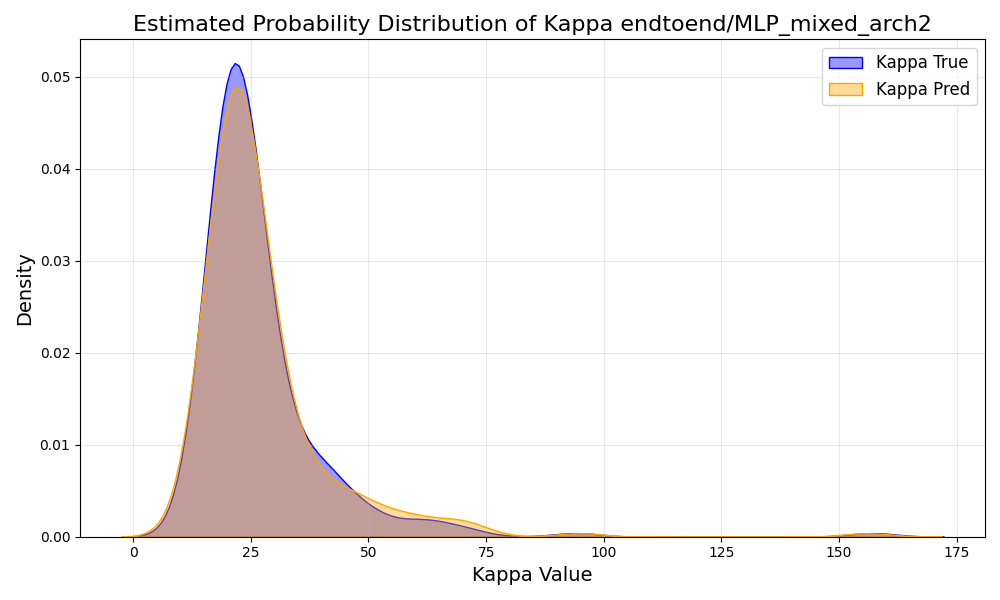 Estimated Probability Distribution of Kappa endtoend/MLP_mixed_arch2
Kappa True
Kappa Pred
0.05
0.04
0.03
0.02
0.01
0.00
Density
0
25
50
75
100
125
150
175
Kappa Value